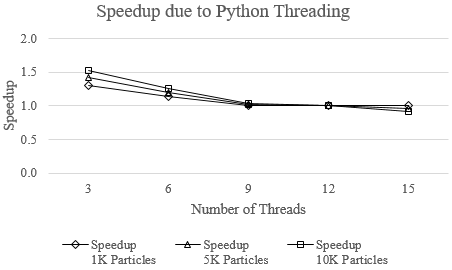 Speedup due to Python Threading
2.0
1.5
1.0
0.5
0.0
Speedup
3 6 9 12 15
Number of Threads
Speedup Speedup Speedup
1K Particles 5K Particles 10K Particles